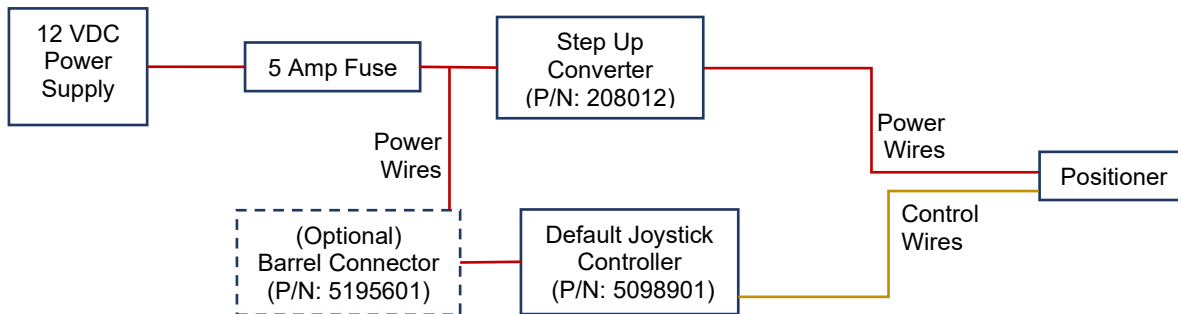 12 VDC
Power
Supply
5 Amp Fuse
Step Up
Converter
(P/N: 208012)
Power
Wires
Power
Wires
Positioner
(Optional)
Barrel Connector
(P/N: 5195601)
Default Joystick
Controller
(P/N: 5098901)
Control
Wires